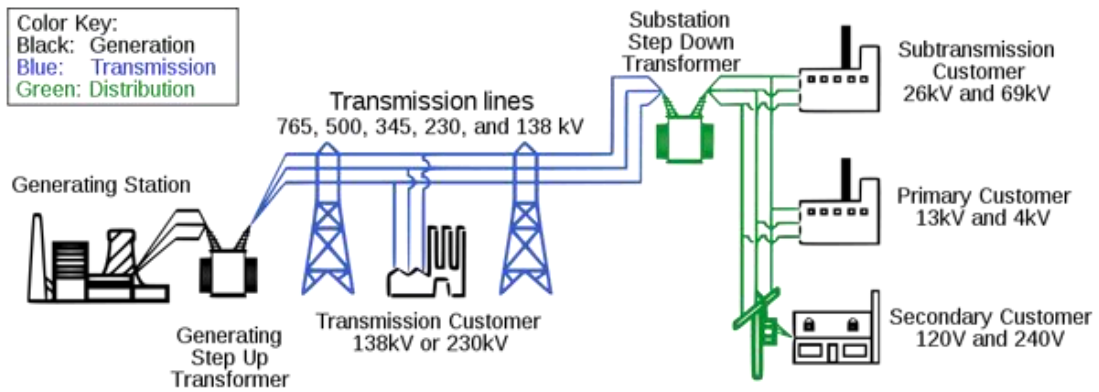 Color Key:
Black: Generation
Blue: Transmission
Green: Distribution
Substation
Step Down
Transformer
Subtransmission
Customer
26kV and 69kV
Transmission lines
765, 500, 345, 230, and 138 kV
Generating Station
Primary Customer
13kV and 4kV
Transmission Customer
138kV or 230kV
Generating
Step Up
Transformer
Secondary Customer
120V and 240V